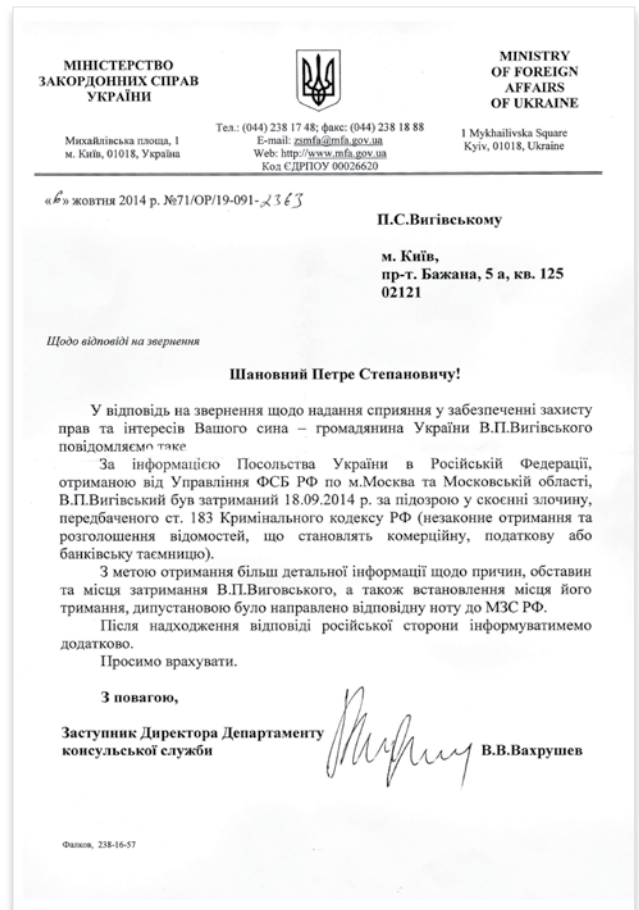 МІНІСТЕРСТВО
ЗАКОРДОННИХ СПРАВ
УКРАЇНИ
Михайлівська площа, 1
м. Київ, 01018, Україна
Тел.: (044) 238 17 48; факс: (044) 238 18 88
E-mail: zsmfa@mfa.gov.ua
Web: http://www.mfa.gov.ua
Код ЄДРПОУ 00026620
MINISTRY
OF FOREIGN
AFFAIRS
OF UKRAINE
1 Mykhailivska Square
Kyiv, 01018, Ukraine
«6» жовтня 2014 р. №71/ОР/19-091-2363
П.С.Вигівському
м. Київ,
пр-т. Бажана, 5 а, кв. 125
02121
Щодо відповіді на звернення
Шановний Петре Степановичу!
У відповідь на звернення щодо надання сприяння у забезпеченні захисту
прав та інтересів Вашого сина – громадянина України В.П.Вигівського
повідомляємо таке
За інформацією Посольства України в Російській Федерації,
отриманою від Управління ФСБ РФ по м.Москва та Московській області,
В.П.Вигівський був затриманий 18.09.2014 р. за підозрою у скоєнні злочину,
передбаченого ст. 183 Кримінального кодексу РФ (незаконне отримання та
розголошення відомостей, що становлять комерційну, податкову або
банківську таємницю).
З метою отримання більш детальної інформації щодо причин, обставин
та місця затримання В.П.Виговського, а також встановлення місця його
тримання, дипустановою було направлено відповідну ноту до МЗС РФ.
Після надходження відповіді російської сторони інформуватимемо
додатково.
Просимо врахувати.
З повагою,
Заступник Директора Департаменту
консульської служби
В.В.Вахрушев
Фалков, 238-16-57